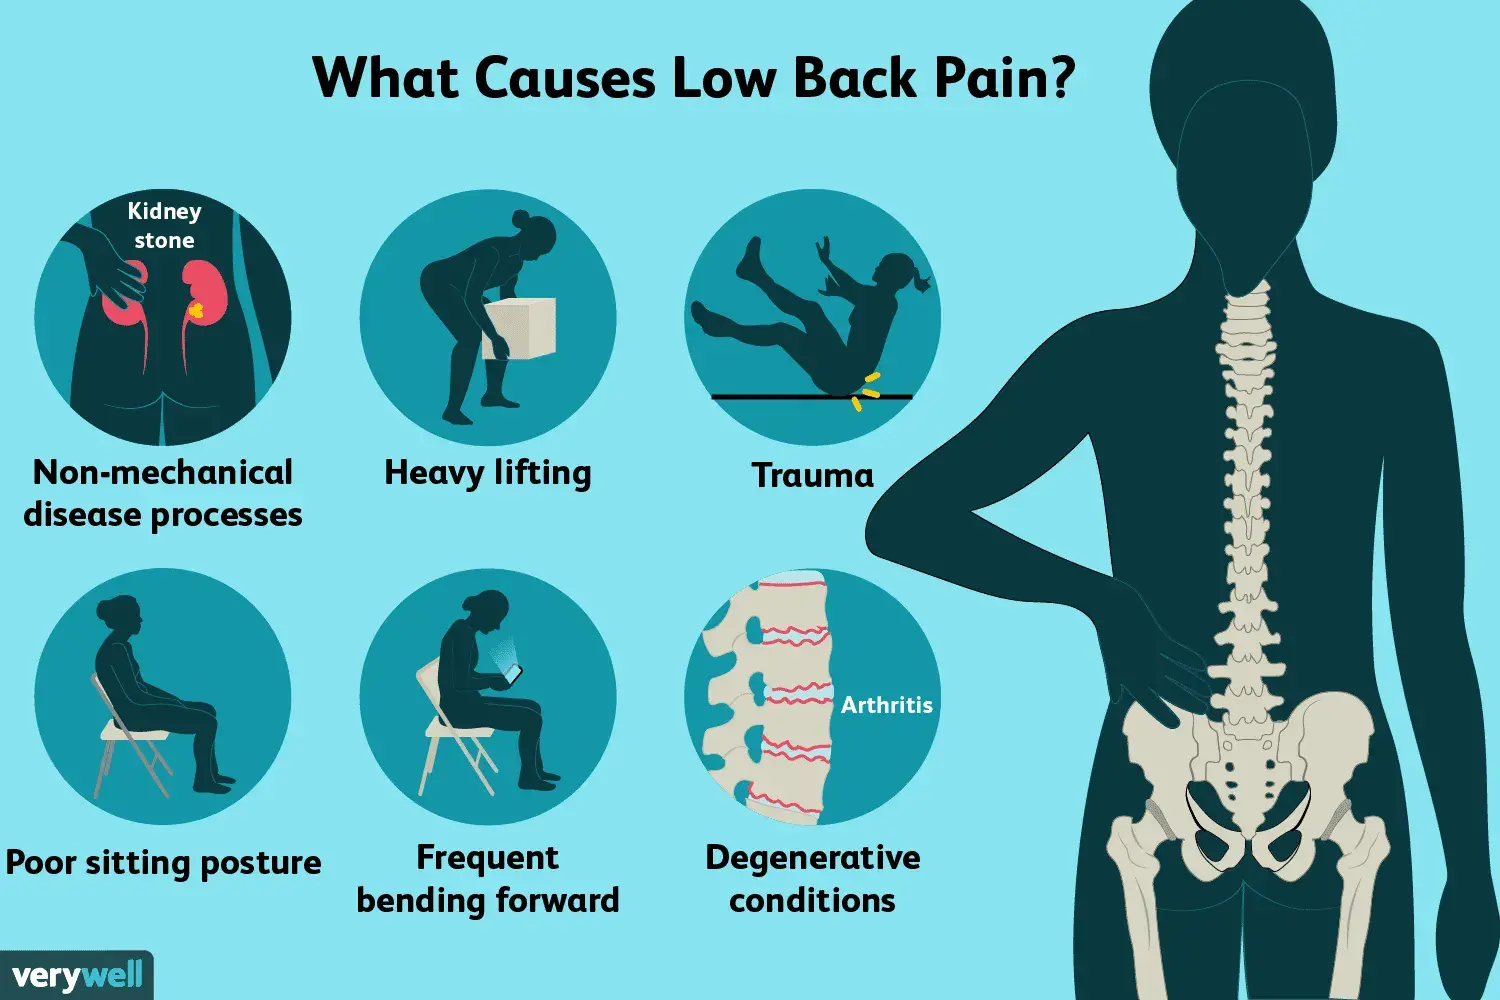 What Causes Low Back Pain?
Kidney
stone
Non-mechanical
disease processes
Heavy lifting
Trauma
Poor sitting posture
Frequent
bending forward
Arthritis
Degenerative
conditions
verywell